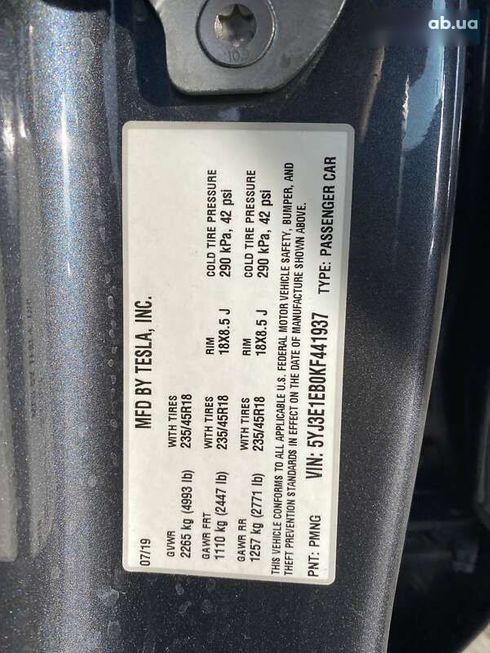 ab.ua
10
07/19 MFD BY TESLA, INC.
GVWR WITH TIRES RIM COLD TIRE PRESSURE
2265 kg (4993 lb) 235/45R18 18X8.5 J 290 kPa, 42 psi
GAWR FRT WITH TIRES RIM COLD TIRE PRESSURE
1110 kg (2447 lb) 235/45R18 18X8.5 J 290 kPa, 42 psi
GAWR RR WITH TIRES
1257 kg (2771 lb) 235/45R18
THIS VEHICLE CONFORMS TO ALL APPLICABLE U.S. FEDERAL MOTOR VEHICLE SAFETY, BUMPER, AND
THEFT PREVENTION STANDARDS IN EFFECT ON THE DATE OF MANUFACTURE SHOWN ABOVE.
PNT: PMNG VIN: 5YJ3E1EB0KF441937 TYPE: PASSENGER CAR